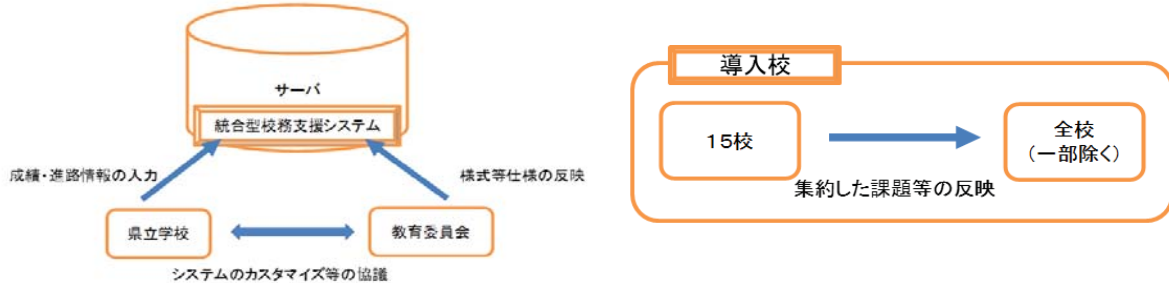 サーバ
統合型校務支援システム
成績・進路情報の入力
様式等仕様の反映
県立学校
教育委員会
システムのカスタマイズ等の協議
導入校
15校
全校
(一部除く)
集約した課題等の反映